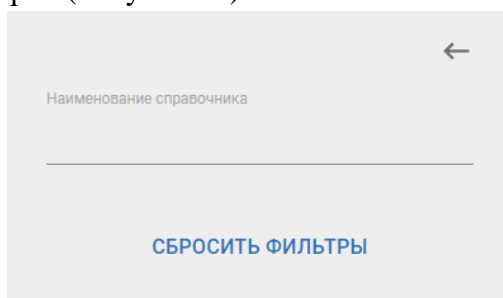 Наименование справочника
СБРОСИТЬ ФИЛЬТРЫ